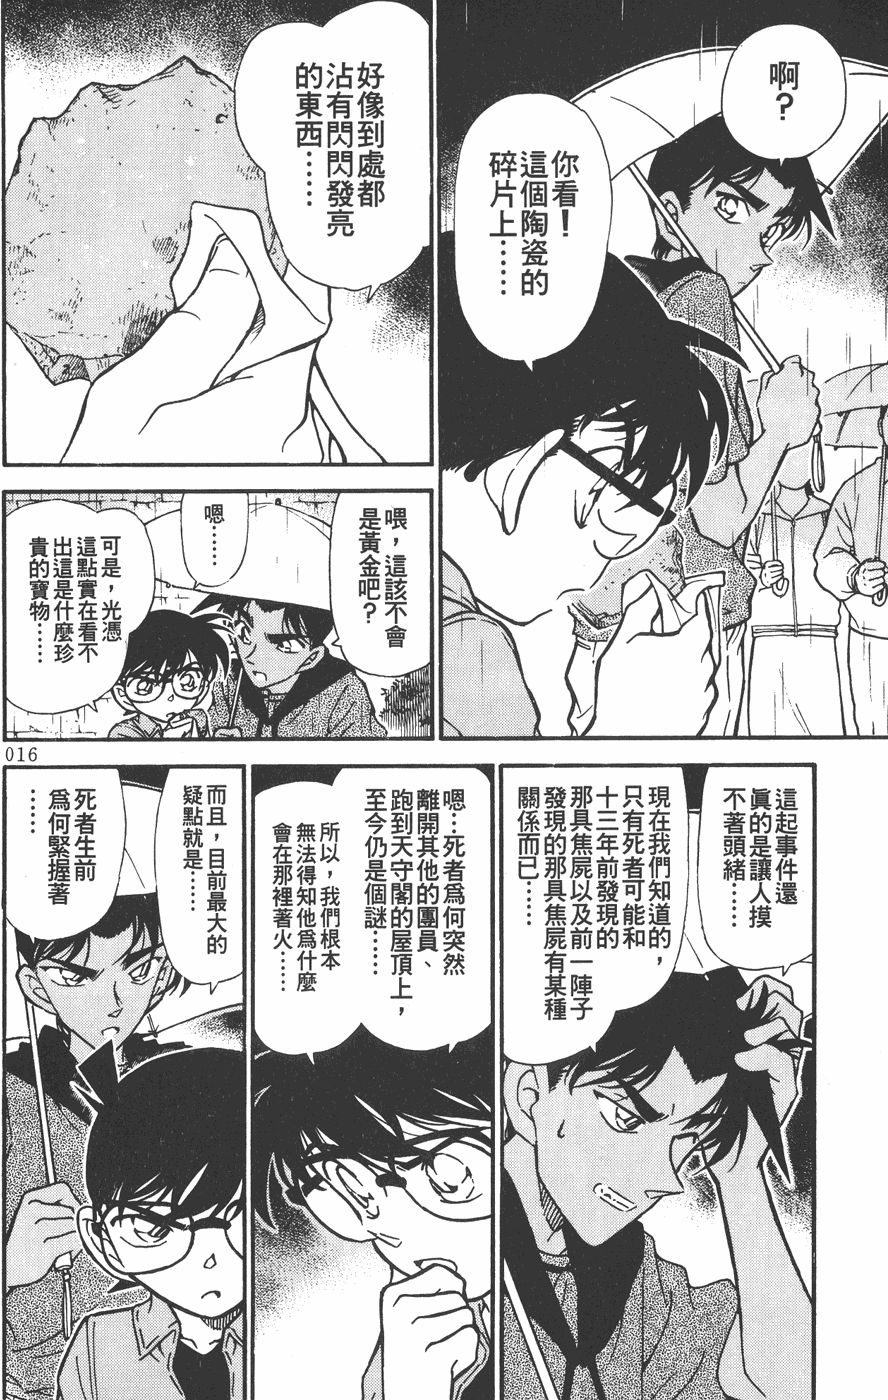 啊？
你看！
這個陶瓷的
碎片上……
好像到處都
沾有閃閃發亮
的東西……
喂，這該不會
是黃金吧？
嗯……
可是，光憑
這點實在看不
出這是什麼珍
貴的寶物……
016
這起事件還
真的是讓人摸
不著頭緒…
現在我們知道的，
只有死者可能和
十三年前發現的
那具焦屍以及前一陣子
發現的那具焦屍有某種
關係而已…
嗯…死者為何突然
離開其他的團員、
跑到天守閣的屋頂上，
至今仍是個謎……
所以，我們根本
無法得知他為什麼
會在那裡著火……
而且，目前最大的
疑點就是……
死者生前
為何緊握著
……